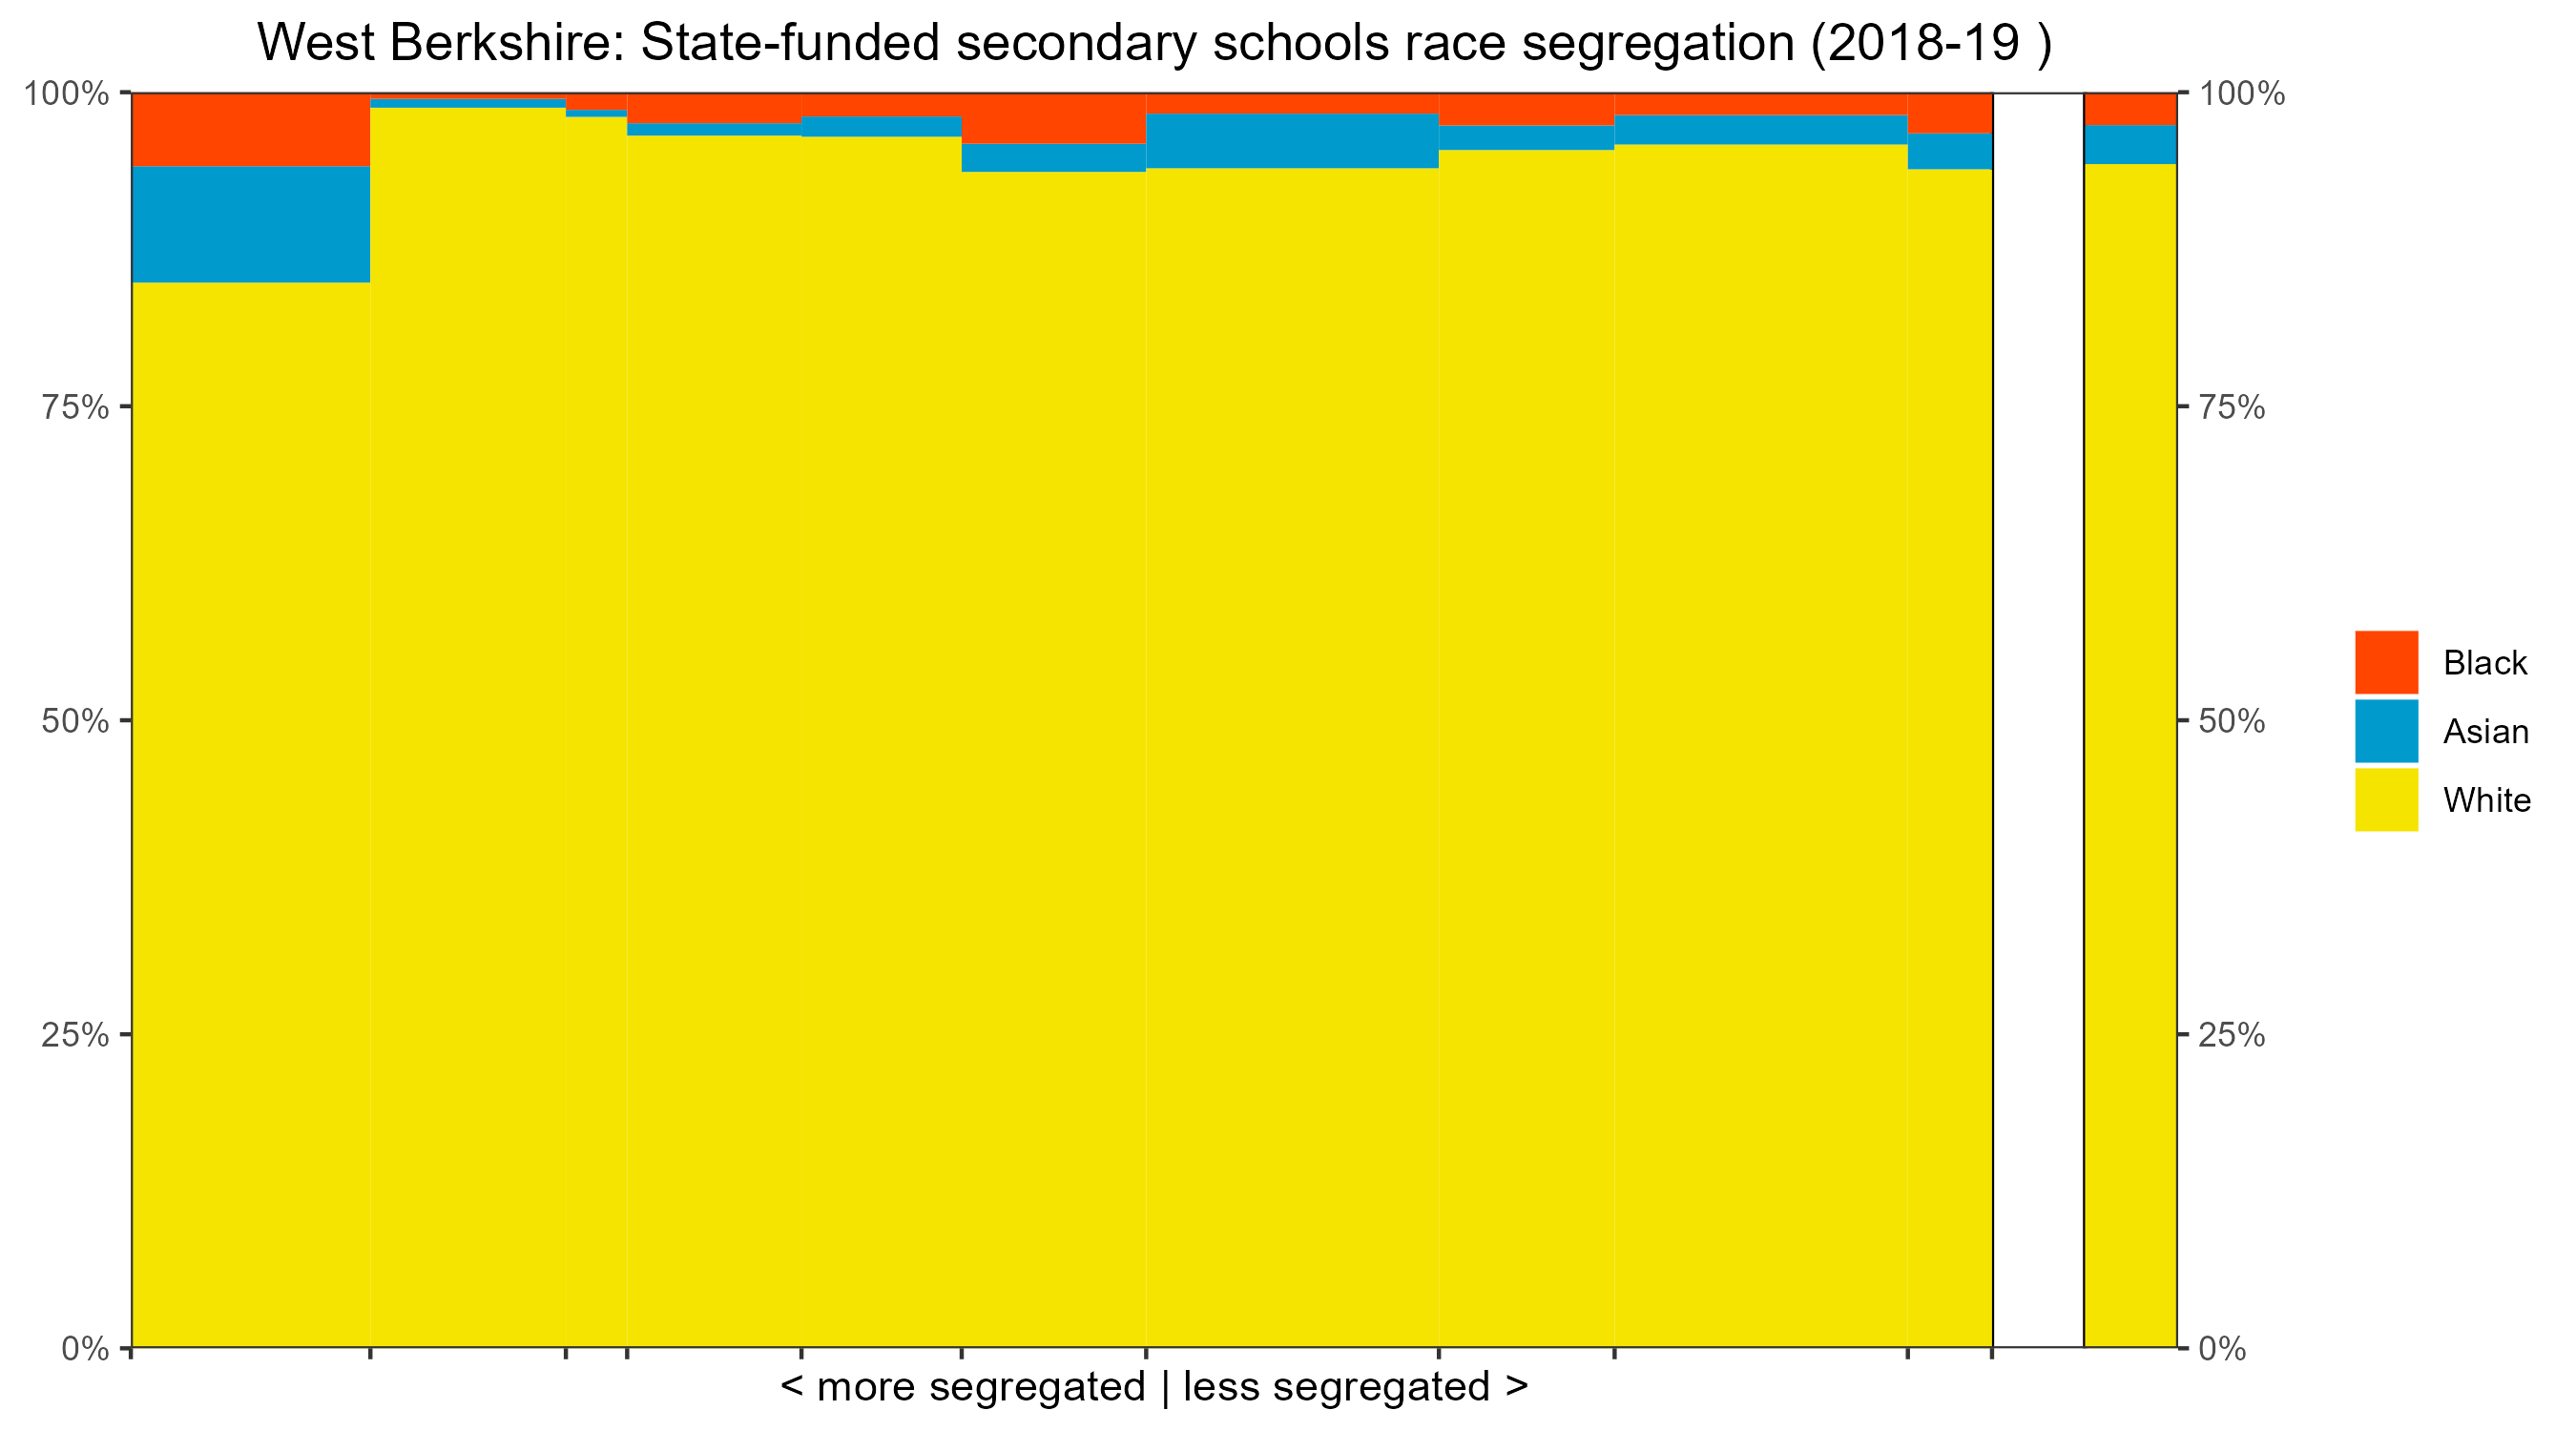 West Berkshire: State-funded secondary schools race segregation (2018-19 )
100%
75%
50%
25%
0%
100%
75%
50%
25%
0%
Black
Asian
White
< more segregated | less segregated >